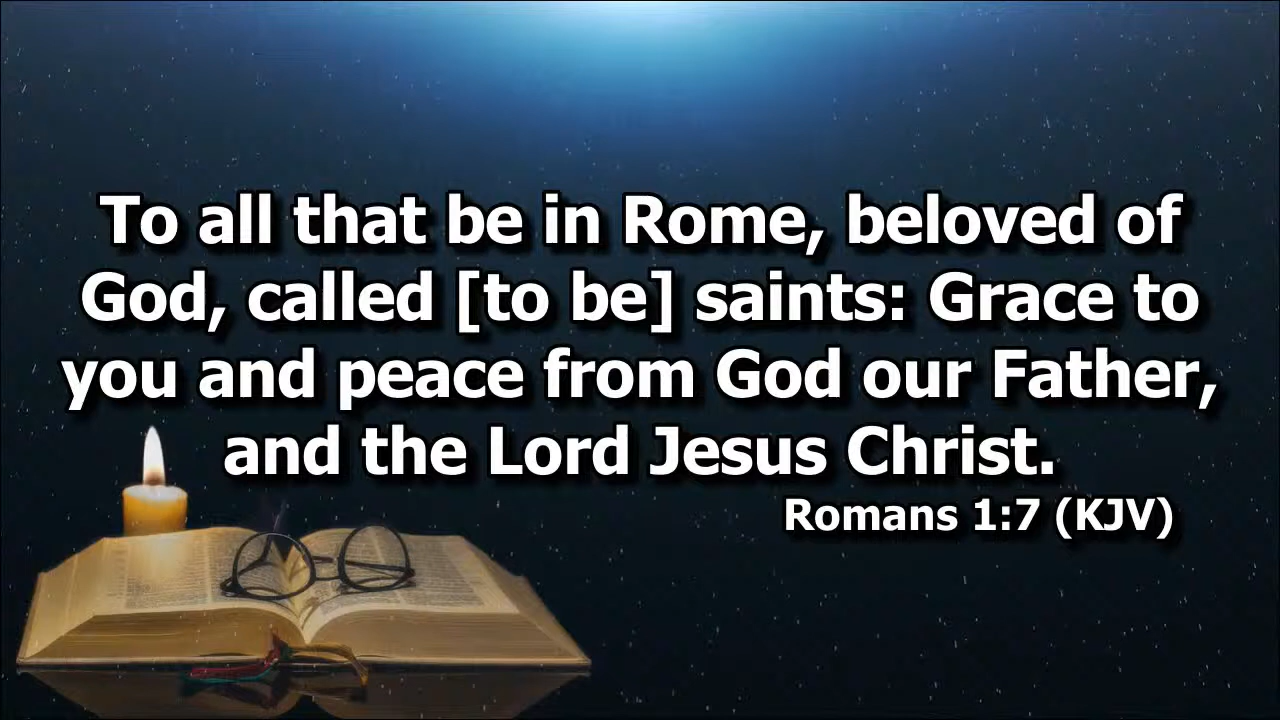 To all that be in Rome, beloved of
God, called [to be] saints: Grace to
you and peace from God our Father,
and the Lord Jesus Christ.
Romans 1:7 (KJV)